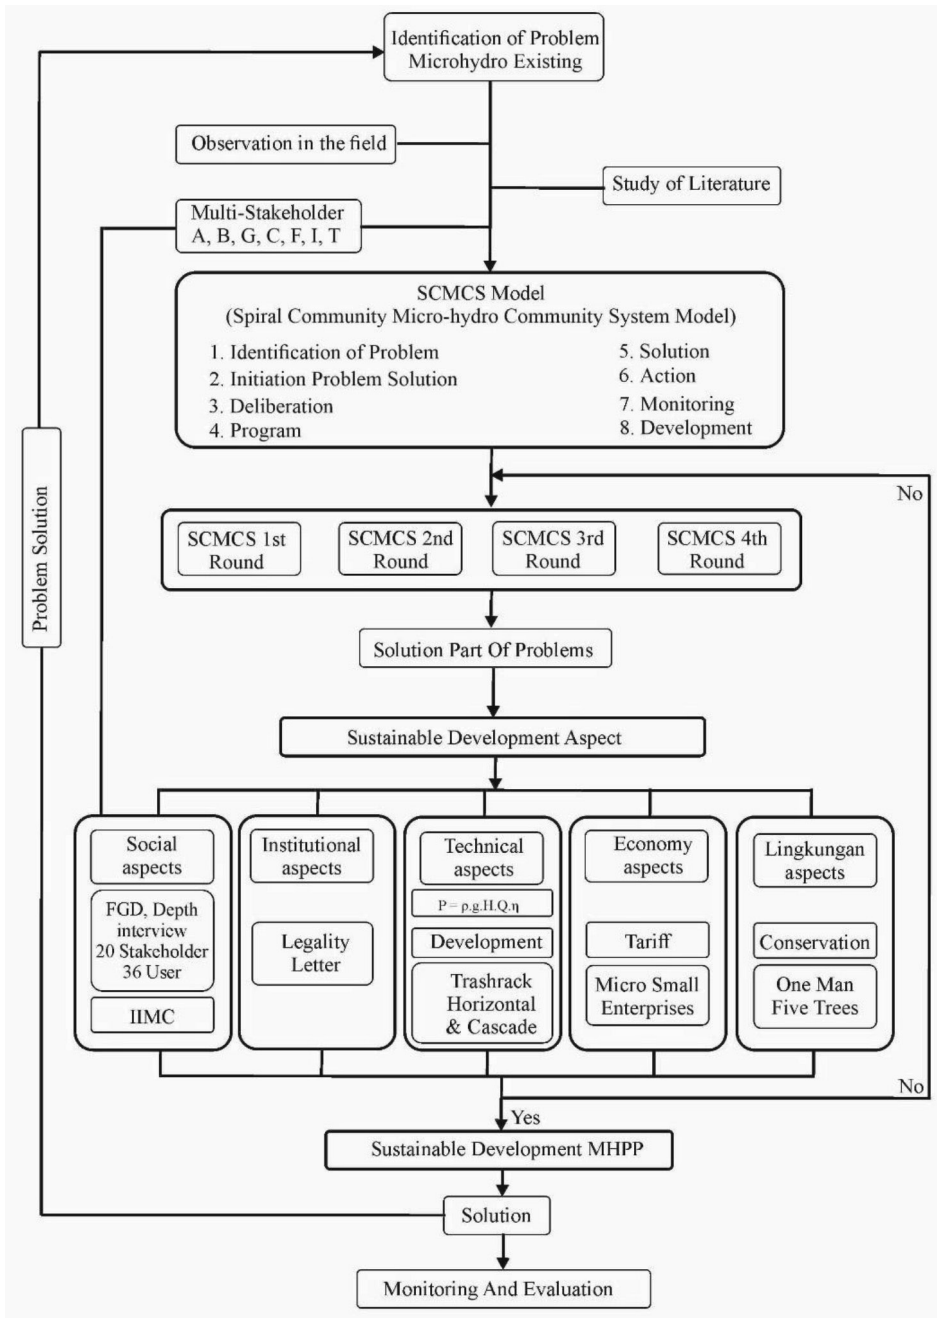 Identification of Problem
Microhydro Existing
Observation in the field
Study of Literature
Multi-Stakeholder
A, B, G, C, F, I, T
SCMCS Model
(Spiral Community Micro-hydro Community System Model)
1. Identification of Problem
2. Initiation Problem Solution
3. Deliberation
4. Program
5. Solution
6. Action
7. Monitoring
8. Development
No
Problem Solution
SCMCS 1st
Round
SCMCS 2nd
Round
SCMCS 3rd
Round
SCMCS 4th
Round
Solution Part Of Problems
Sustainable Development Aspect
Social
aspects
FGD, Depth
interview
20 Stakeholder
36 User
IIMC
Institutional
aspects
Legality
Letter
Technical
aspects
P = ρ.g.H.Q.η
Development
Trashrack
Horizontal
& Cascade
Economy
aspects
Tariff
Micro Small
Enterprises
Lingkungan
aspects
Conservation
One Man
Five Trees
No
Yes
Sustainable Development MHPP
Solution
Monitoring And Evaluation